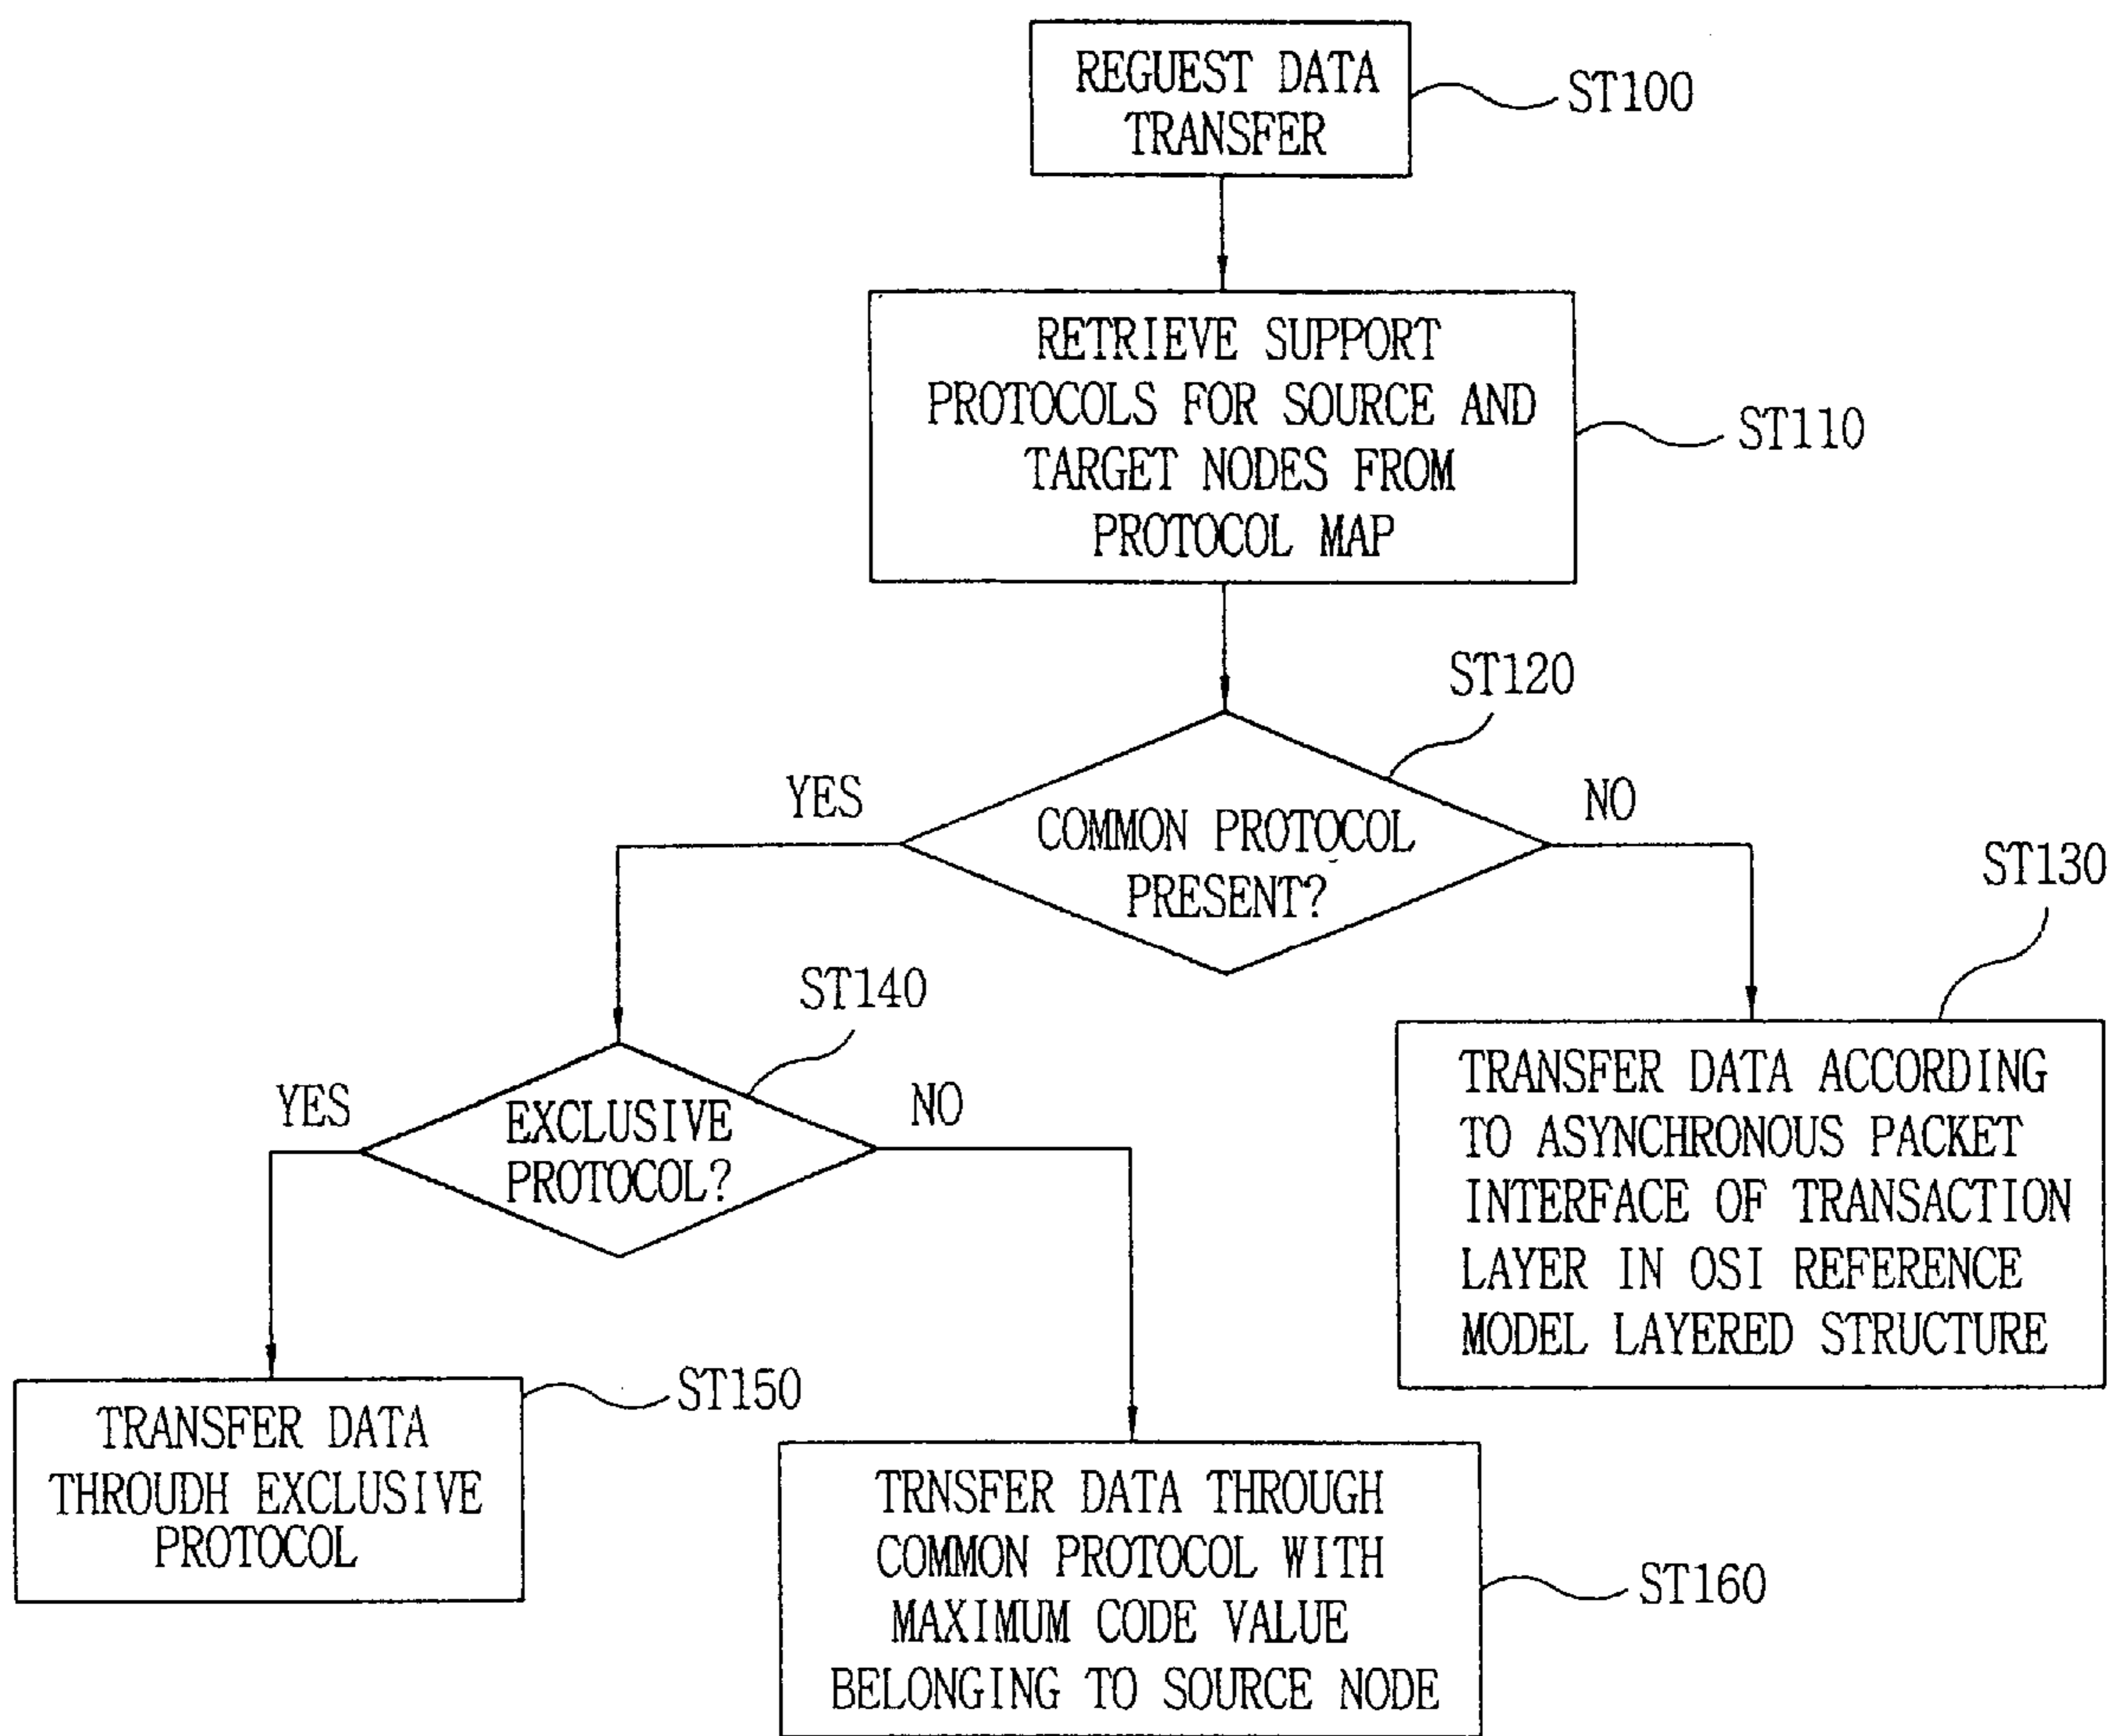 REGUEST DATA
TRANSFER
ST100
RETRIEVE SUPPORT
PROTOCOLS FOR SOURCE AND
TARGET NODES FROM
PROTOCOL MAP
ST110
ST120
YES
NO
COMMON PROTOCOL
PRESENT?
ST130
ST140
YES
NO
EXCLUSIVE
PROTOCOL?
TRANSFER DATA ACCORDING
TO ASYNCHRONOUS PACKET
INTERFACE OF TRANSACTION
LAYER IN OSI REFERENCE
MODEL LAYERED STRUCTURE
ST150
TRANSFER DATA
THROUDH EXCLUSIVE
PROTOCOL
TRNSFER DATA THROUGH
COMMON PROTOCOL WITH
MAXIMUM CODE VALUE
BELONGING TO SOURCE NODE
ST160